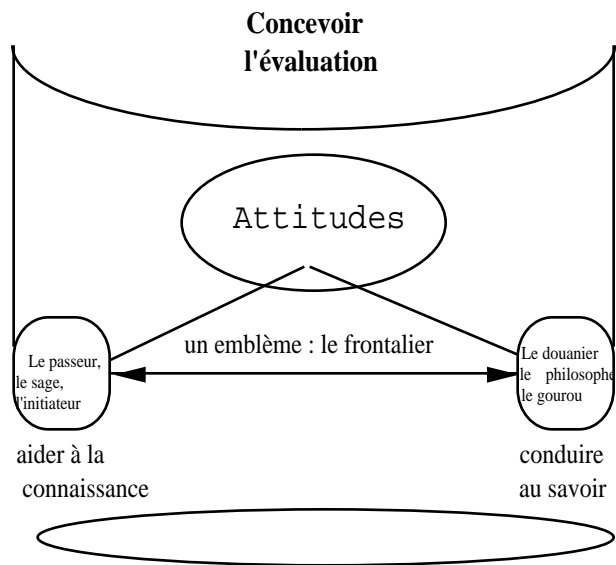 Concevoir
l'évaluation
Attitudes
un emblème : le frontalier
Le passeur,
le sage,
l'initiateur
Le douanier
le philosophe
le gourou
aider à la
connaissance
conduire
au savoir